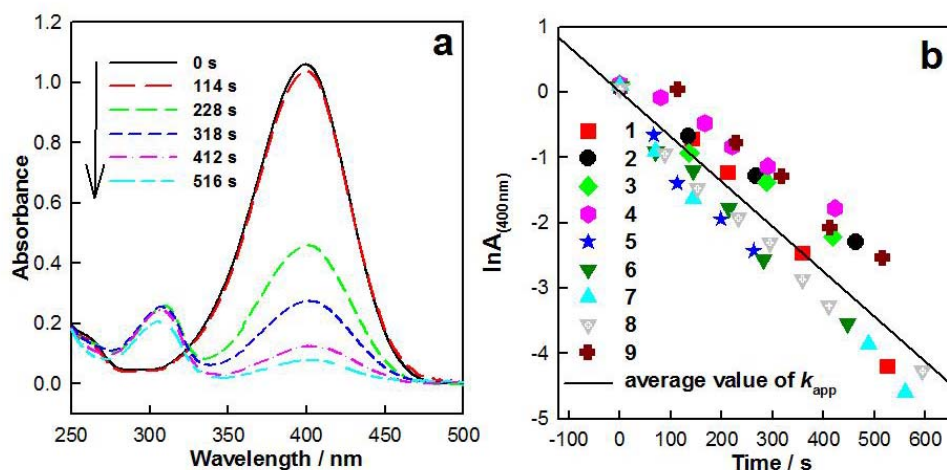 a
Absorbance
1.2
1.0
0.8
0.6
0.4
0.2
0.0
0 s
114 s
228 s
318 s
412 s
516 s
250 300 350 400 450 500
Wavelength / nm
b
lnA(400nm)
1
0
-1
-2
-3
-4
-5
1
2
3
4
5
6
7
8
9
average value of kapp
-100 0 100 200 300 400 500 600
Time / s